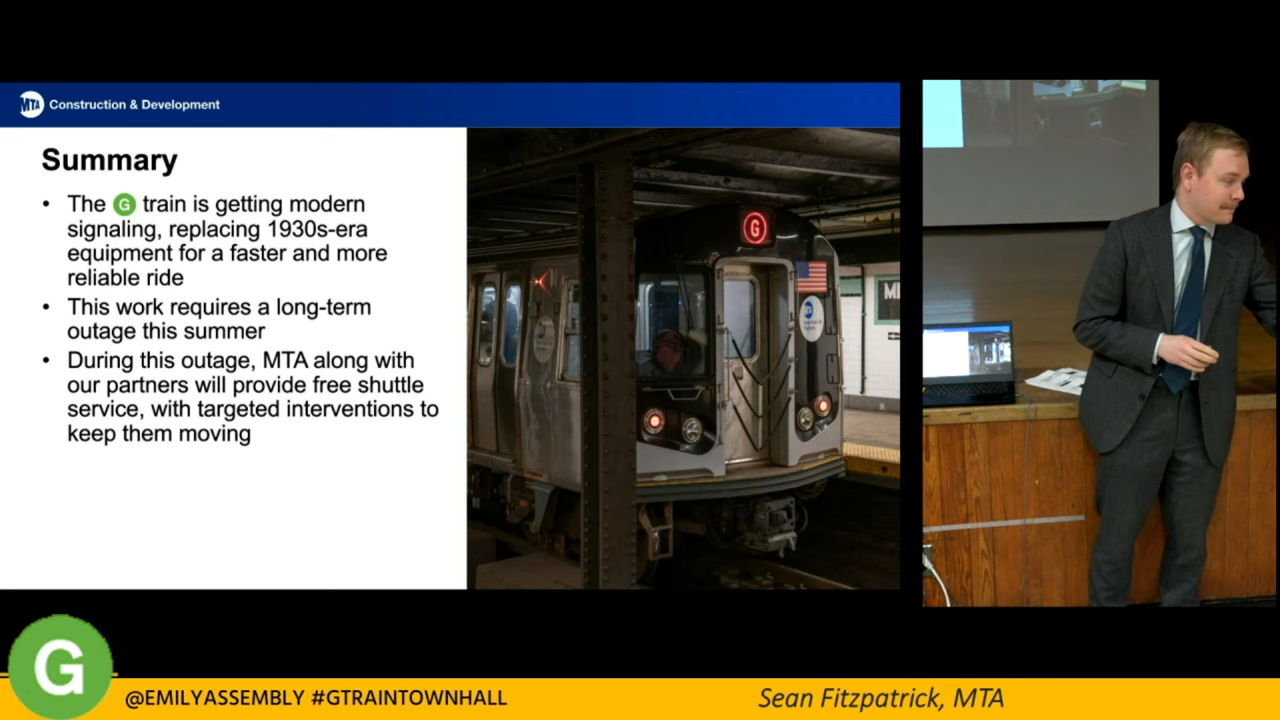 MTA Construction & Development
Summary
• The G train is getting modern
signaling, replacing 1930s-era
equipment for a faster and more
reliable ride
• This work requires a long-term
outage this summer
• During this outage, MTA along with
our partners will provide free shuttle
service, with targeted interventions to
keep them moving
G
G
@EMILYASSEMBLY #GTRAINTOWNHALL
Sean Fitzpatrick, MTA